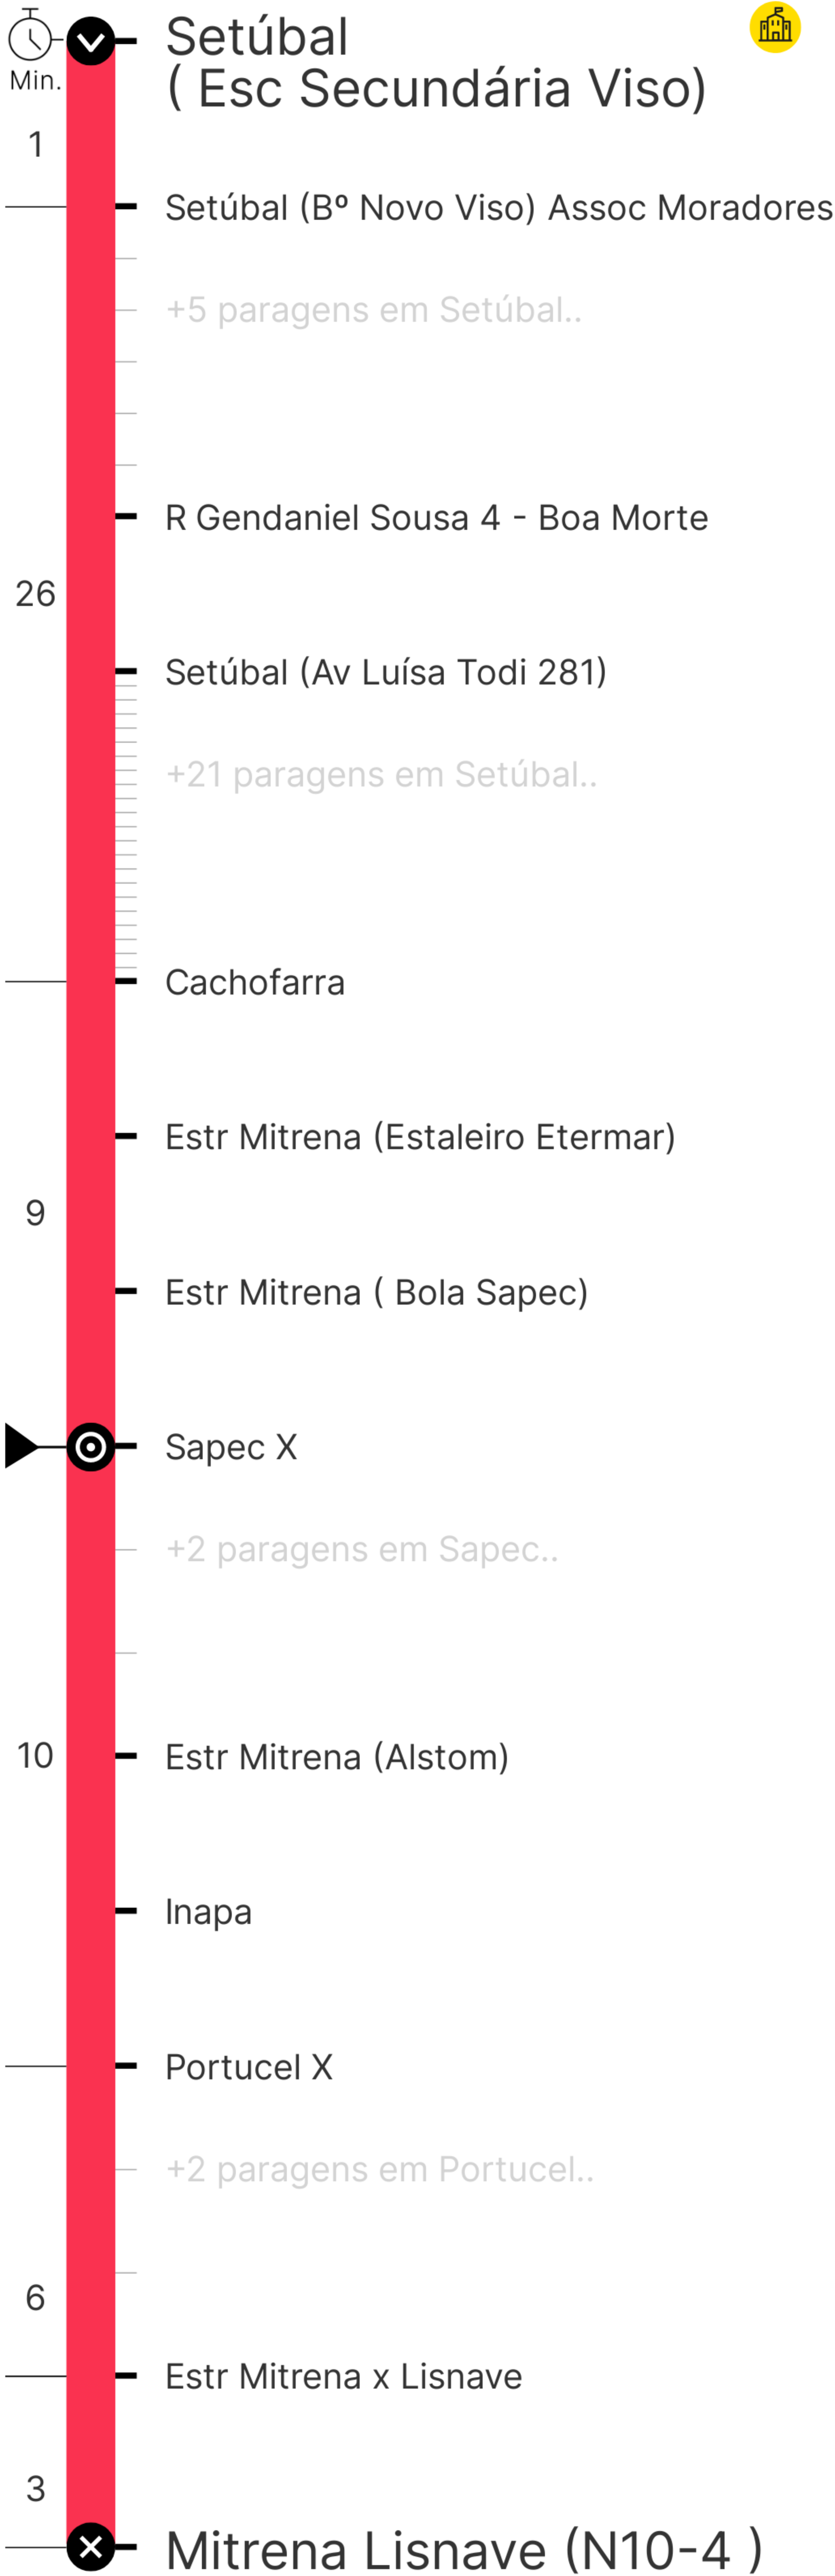 Setúbal
( Esc Secundária Viso)
Min.
1
Setúbal (Bº Novo Viso) Assoc Moradores
+5 paragens em Setúbal..
R Gendaniel Sousa 4 - Boa Morte
26
Setúbal (Av Luísa Todi 281)
+21 paragens em Setúbal..
Cachofarra
Estr Mitrena (Estaleiro Etermar)
9
Estr Mitrena ( Bola Sapec)
Sapec X
+2 paragens em Sapec..
10
Estr Mitrena (Alstom)
Inapa
Portucel X
+2 paragens em Portucel..
6
Estr Mitrena x Lisnave
3
Mitrena Lisnave (N10-4 )